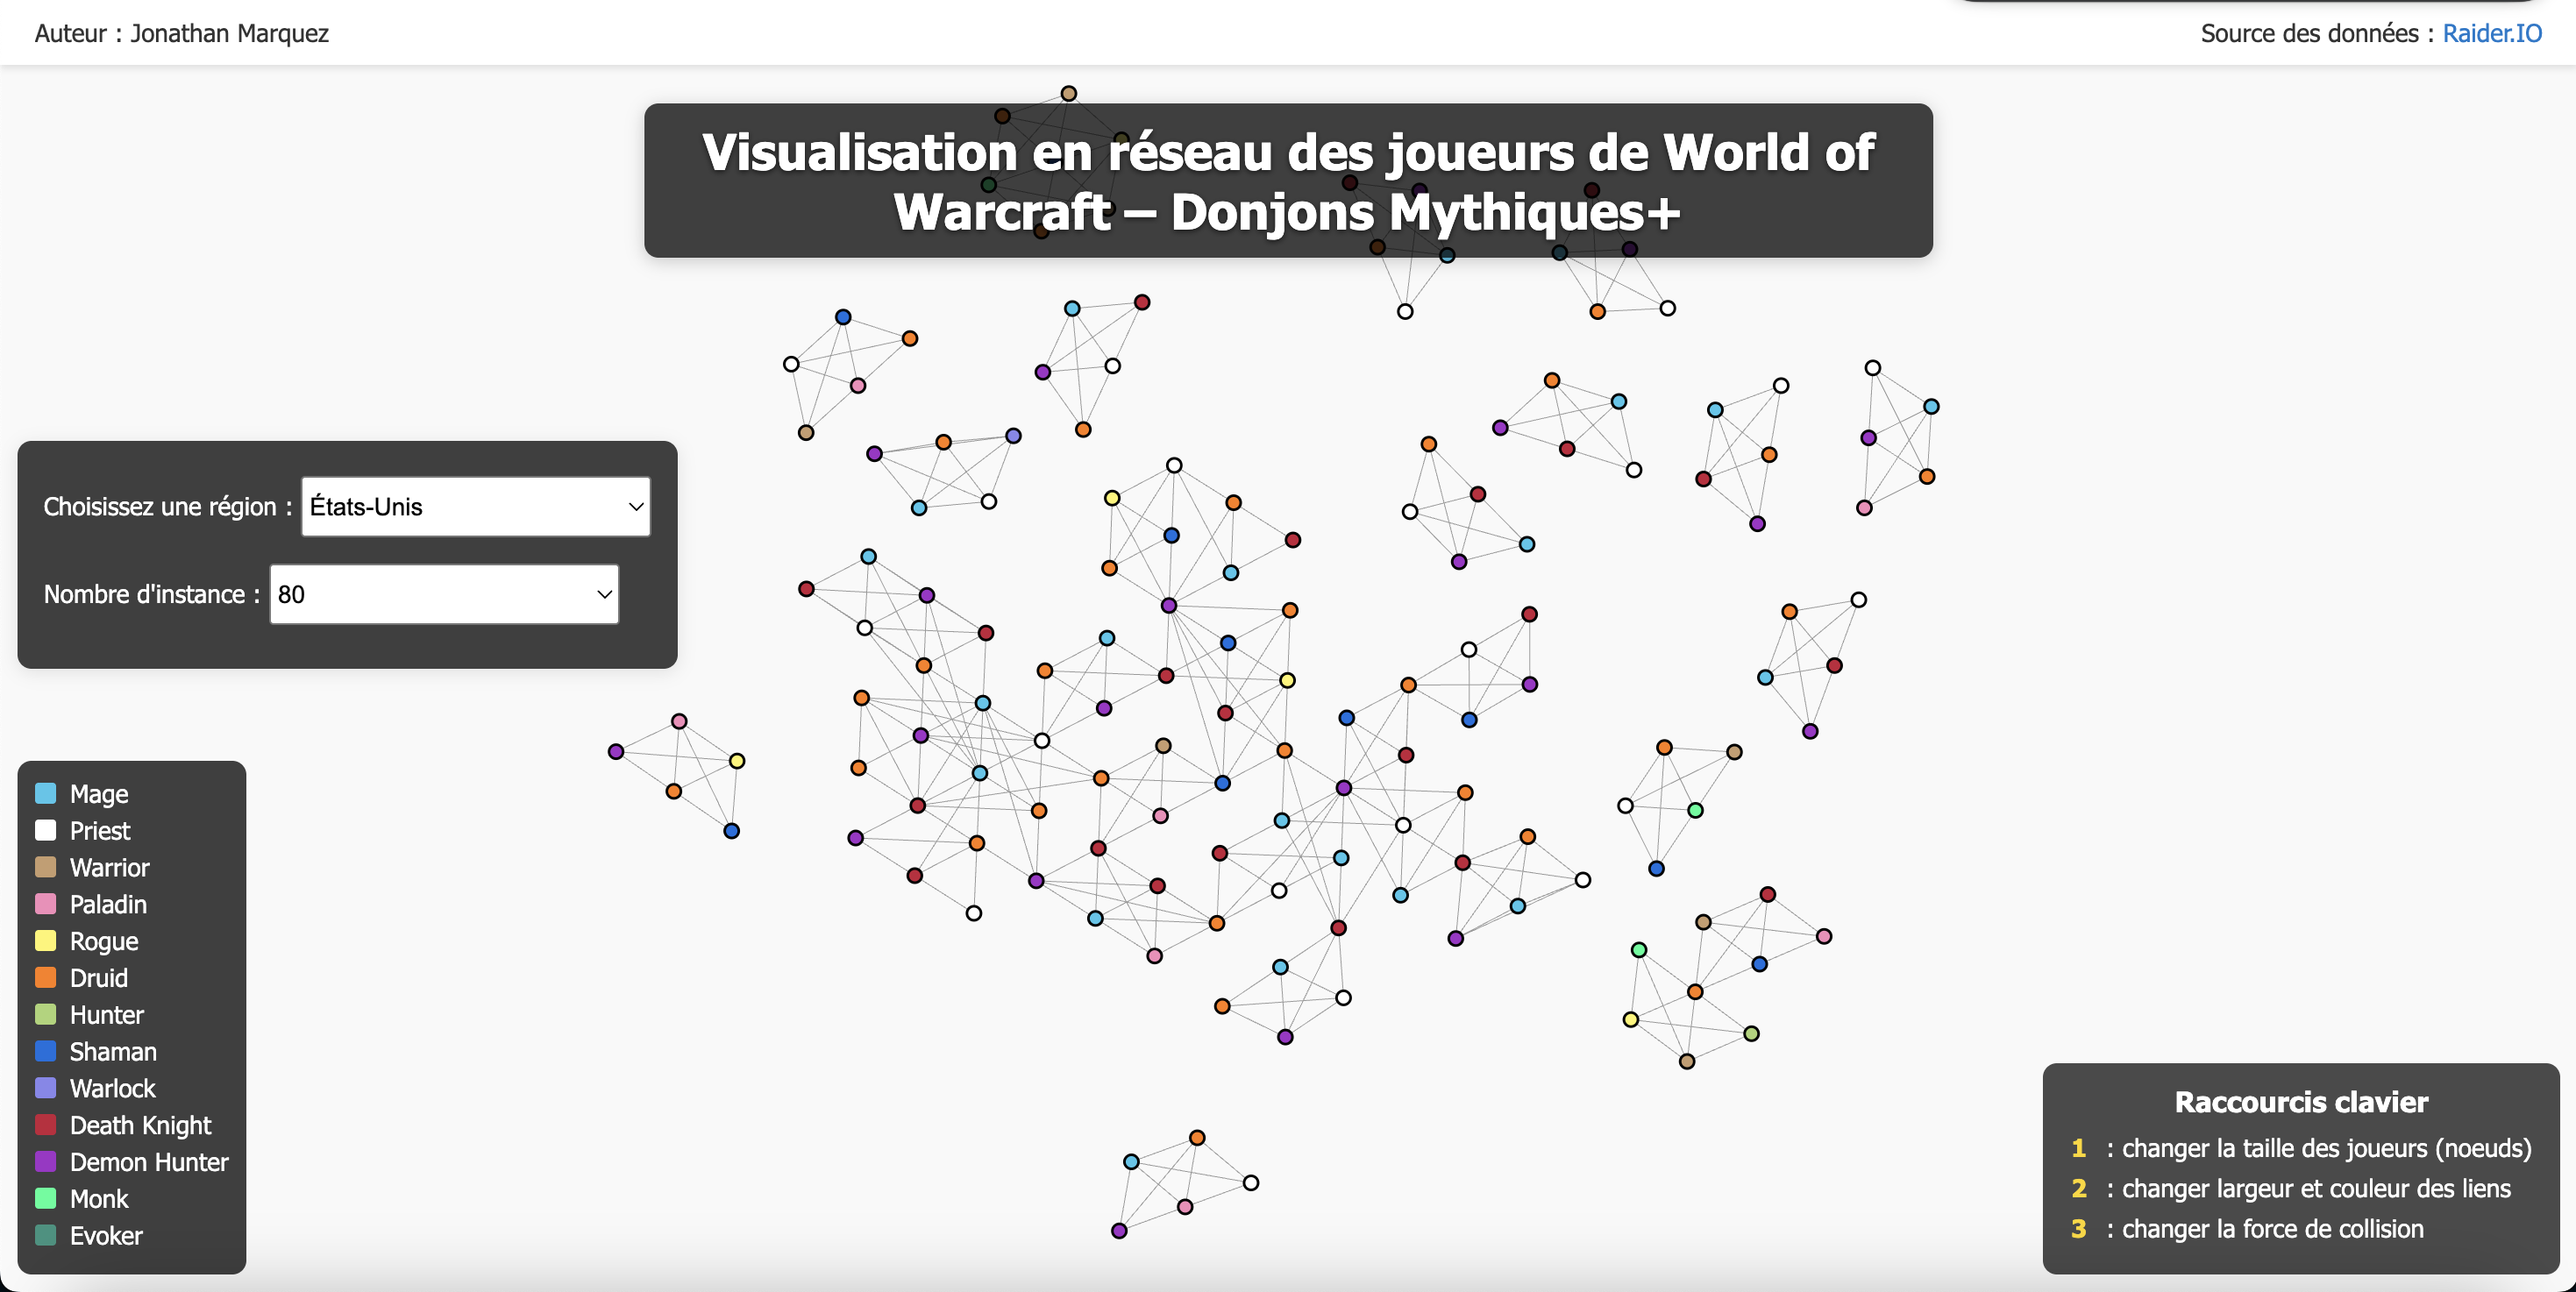 Auteur : Jonathan Marquez
Source des données : Raider.IO
Visualisation en réseau des joueurs de World of
Warcraft – Donjons Mythiques+
Choisissez une région : États-Unis
Nombre d'instance : 80
Mage
Priest
Warrior
Paladin
Rogue
Druid
Hunter
Shaman
Warlock
Death Knight
Demon Hunter
Monk
Evoker
Raccourcis clavier
1 : changer la taille des joueurs (noeuds)
2 : changer largeur et couleur des liens
3 : changer la force de collision